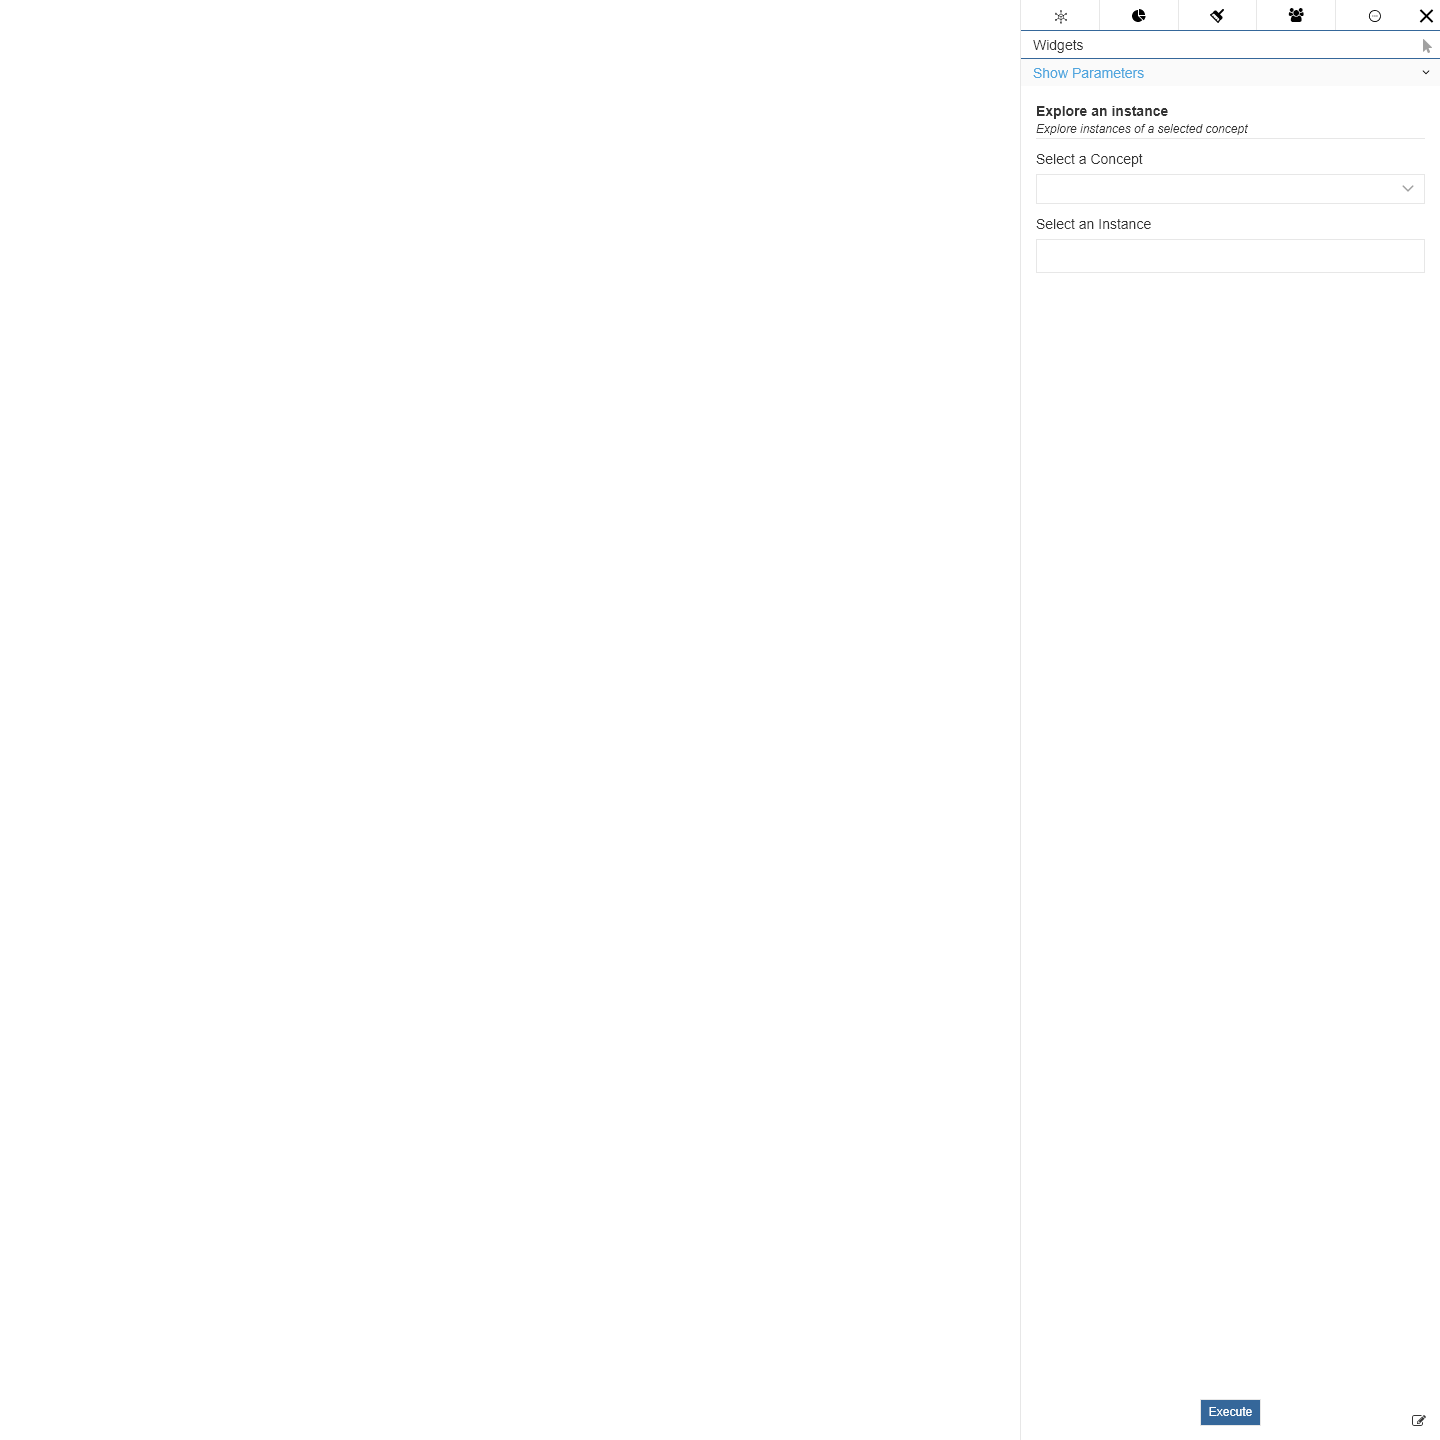 Widgets
Show Parameters
Explore an instance
Explore instances of a selected concept
Select a Concept
Select an Instance
Execute